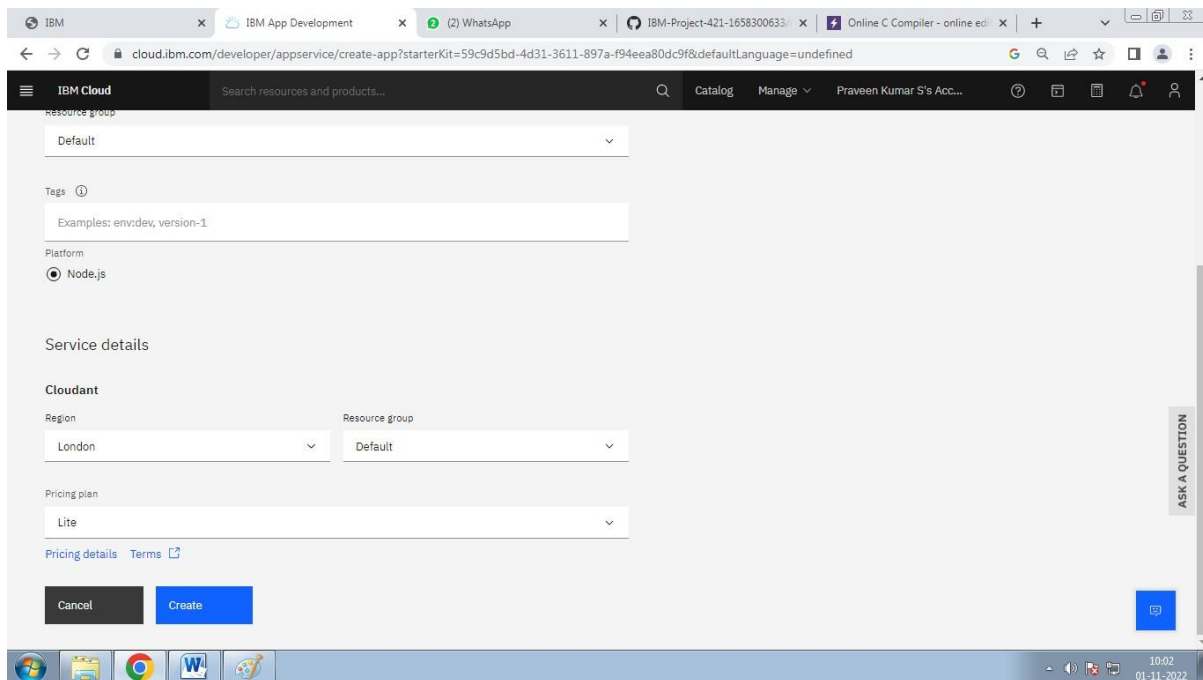 IBM
IBM App Development
2 (2) WhatsApp
IBM-Project-421-1658300633/
Online C Compiler - online edi
cloud.ibm.com/developer/appservice/create-app?starterKit=59c9d5bd-4d31-3611-897a-f94eea80dc9f&defaultLanguage=undefined
IBM Cloud
Search resources and products...
Catalog
Manage
Praveen Kumar S's Acc...
Resource group
Default
Tags
Examples: env:dev, version-1
Platform
Node.js
Service details
Cloudant
Region
Resource group
London
Default
Pricing plan
Lite
Pricing details
Terms
Cancel
Create
ASK A QUESTION
10:02
01-11-2022